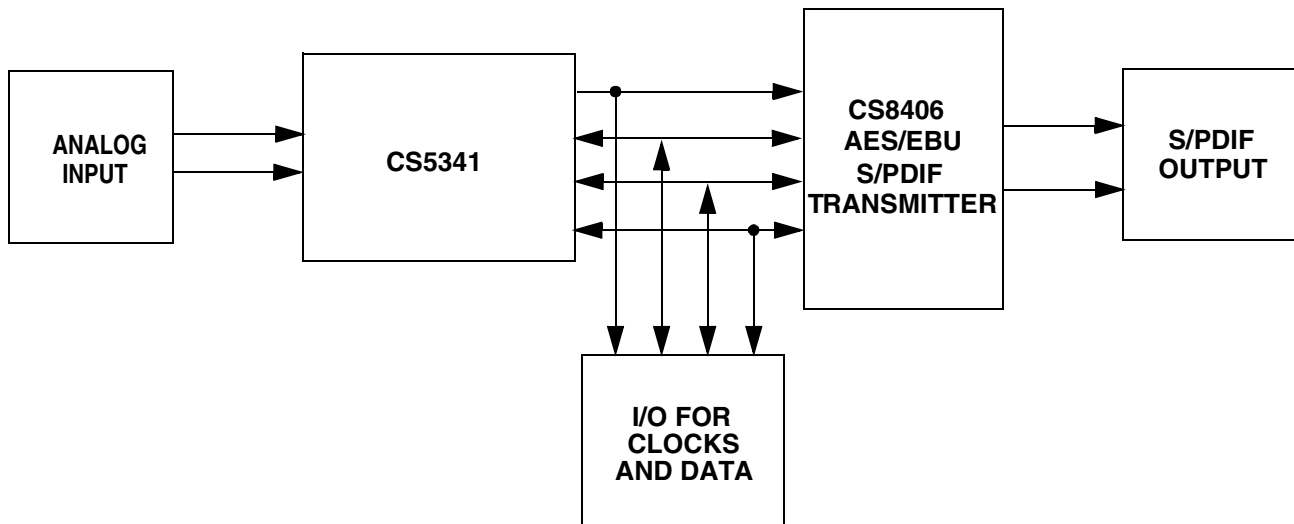 ANALOG
INPUT
CS5341
CS8406
AES/EBU
S/PDIF
TRANSMITTER
S/PDIF
OUTPUT
I/O FOR
CLOCKS
AND DATA